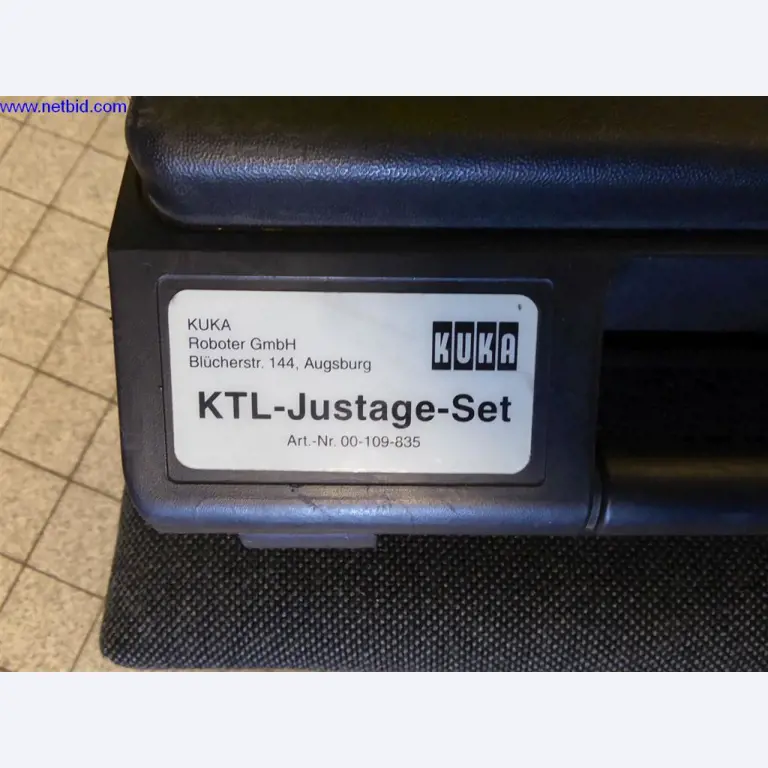 www.netbid.com
KUKA
Roboter GmbH
Blücherstr. 144, Augsburg
KUKA
KTL-Justage-Set
Art.-Nr. 00-109-835